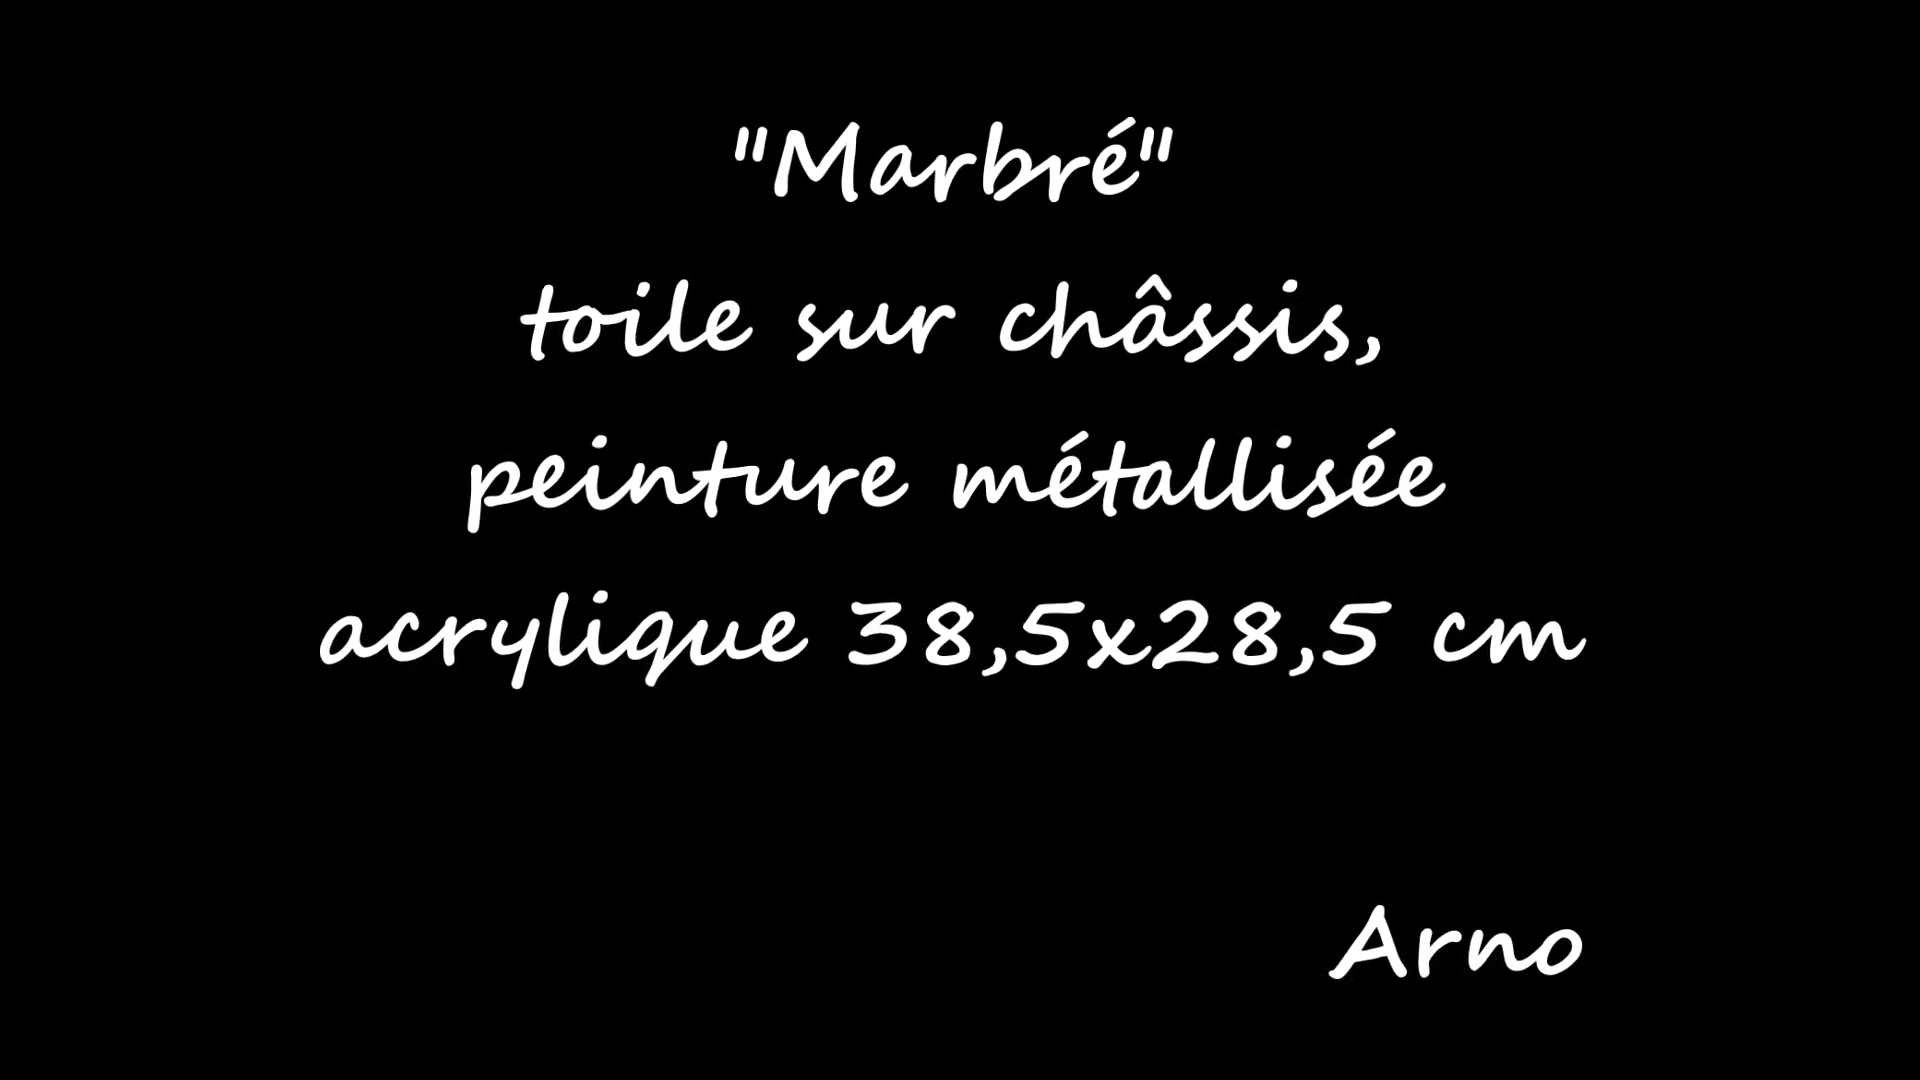 "Marbré"
toile sur châssis,
peinture métallisée
acrylique 38,5x28,5 cm
Arno